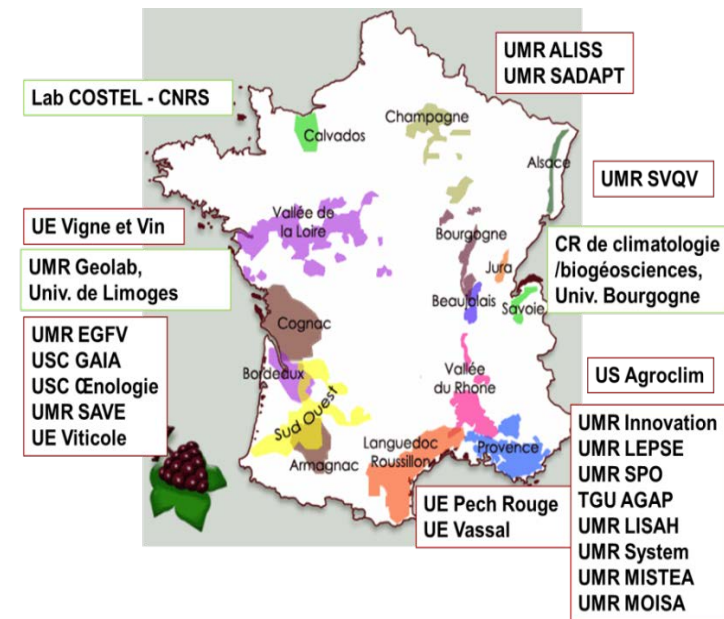 UMR ALISS
UMR SADAPT
Lab COSTEL - CNRS
Champagne
Calvados
Alsace
UMR SVQV
UE Vigne et Vin
Vallée de
la Loire
Bourgogne
CR de climatologie
/biogéosciences,
Univ. Bourgogne
UMR Geolab,
Univ. de Limoges
Jura
Beaujolais
Savoie
Cognac
UMR EGFV
USC GAIA
USC Œnologie
UMR SAVE
UE Viticole
Bordeaux
Vallée
du Rhone
US Agroclim
Sud Ouest
Armagnac
Languedoc
Roussillon
Provence
UMR Innovation
UMR LEPSE
UMR SPO
TGU AGAP
UMR LISAH
UMR System
UMR MISTEA
UMR MOISA
UE Pech Rouge
UE Vassal